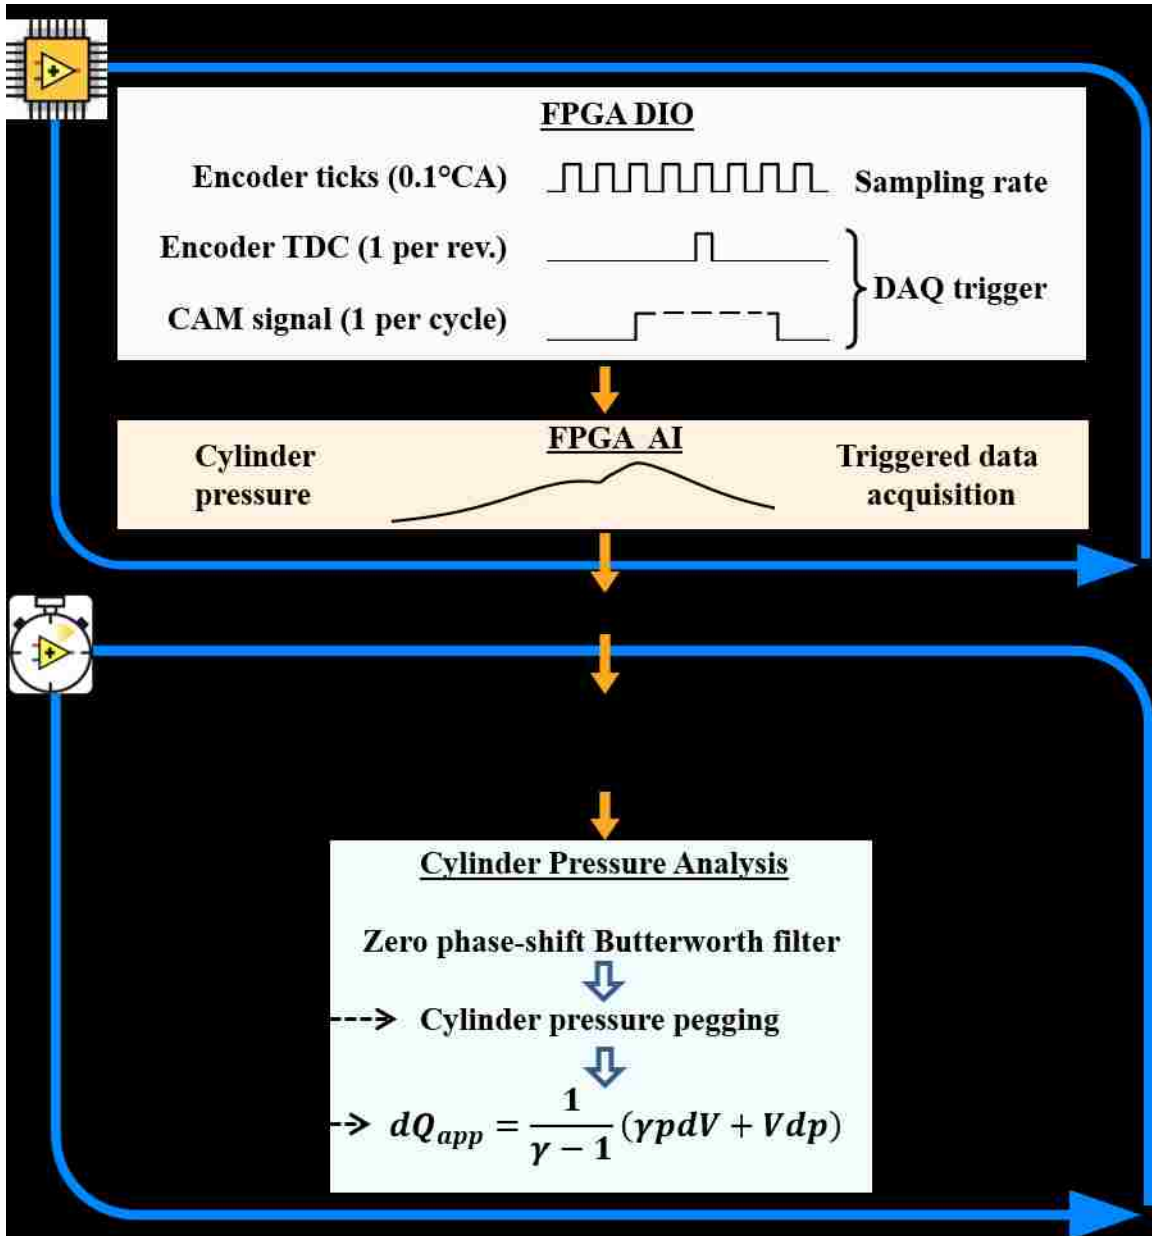 FPGA DIO
Encoder ticks (0.1°CA)
Sampling rate
Encoder TDC (1 per rev.)
CAM signal (1 per cycle)
DAQ trigger
FPGA AI
Cylinder
pressure
Triggered data
acquisition
Cylinder Pressure Analysis
Zero phase-shift Butterworth filter
Cylinder pressure pegging
dQ_app = 1/(γ − 1) (γpdV + Vdp)